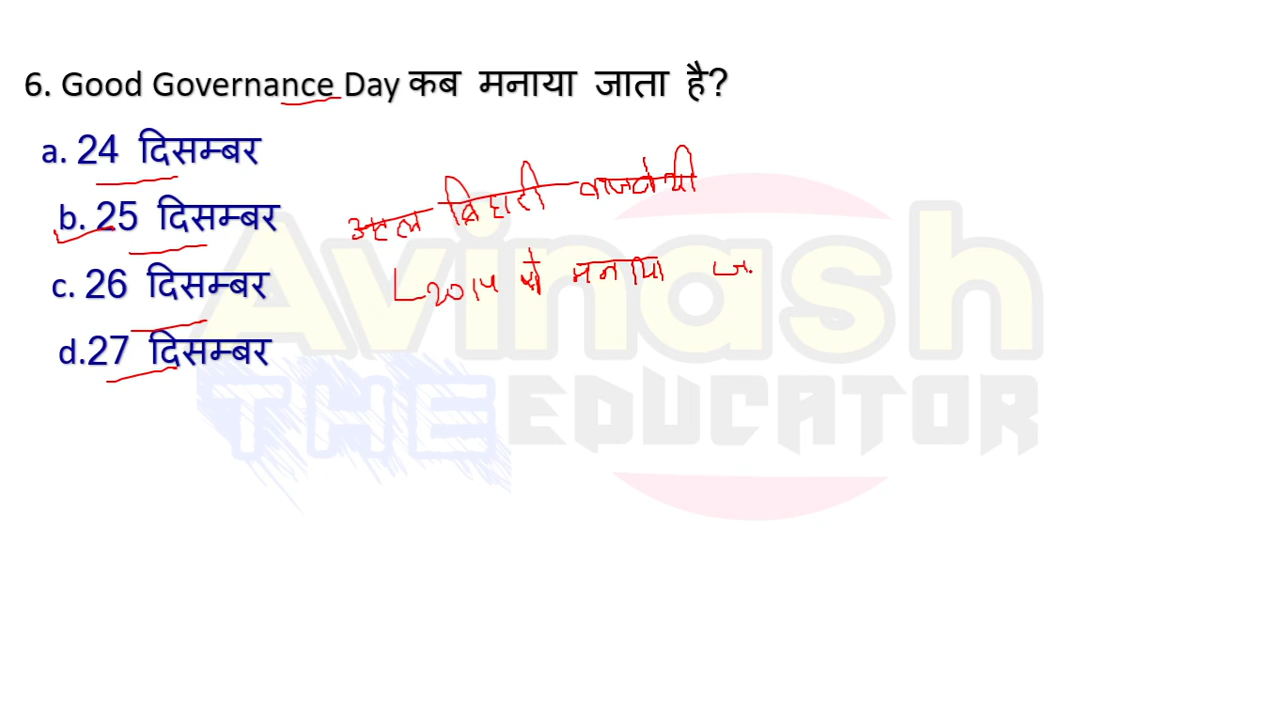 6. Good Governance Day कब मनाया जाता है?
a. 24 दिसम्बर
b. 25 दिसम्बर
अटल बिहारी वाजपेयी
c. 26 दिसम्बर
2014 से मनाया जा
d.27 दिसम्बर
Avinash
THE EDUCATOR